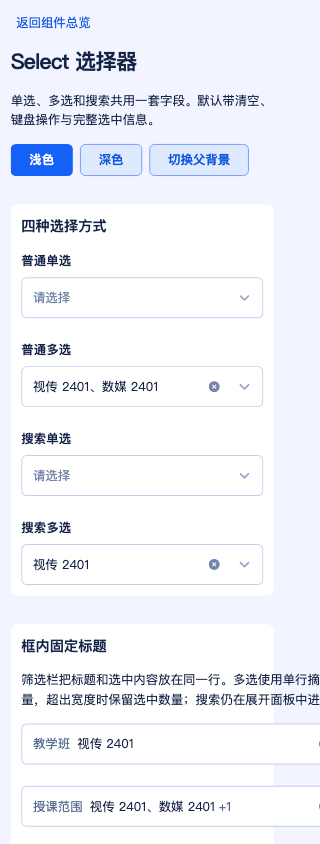 返回组件总览
Select 选择器
单选、多选和搜索共用一套字段。默认带清空、
键盘操作与完整选中信息。
浅色
深色
切换父背景
四种选择方式
普通单选
请选择
普通多选
视传 2401、数媒 2401
搜索单选
请选择
搜索多选
视传 2401
框内固定标题
筛选栏把标题和选中内容放在同一行。多选使用单行摘
量，超出宽度时保留选中数量；搜索仍在展开面板中进
教学班 视传 2401
授课范围 视传 2401、数媒 2401 +1